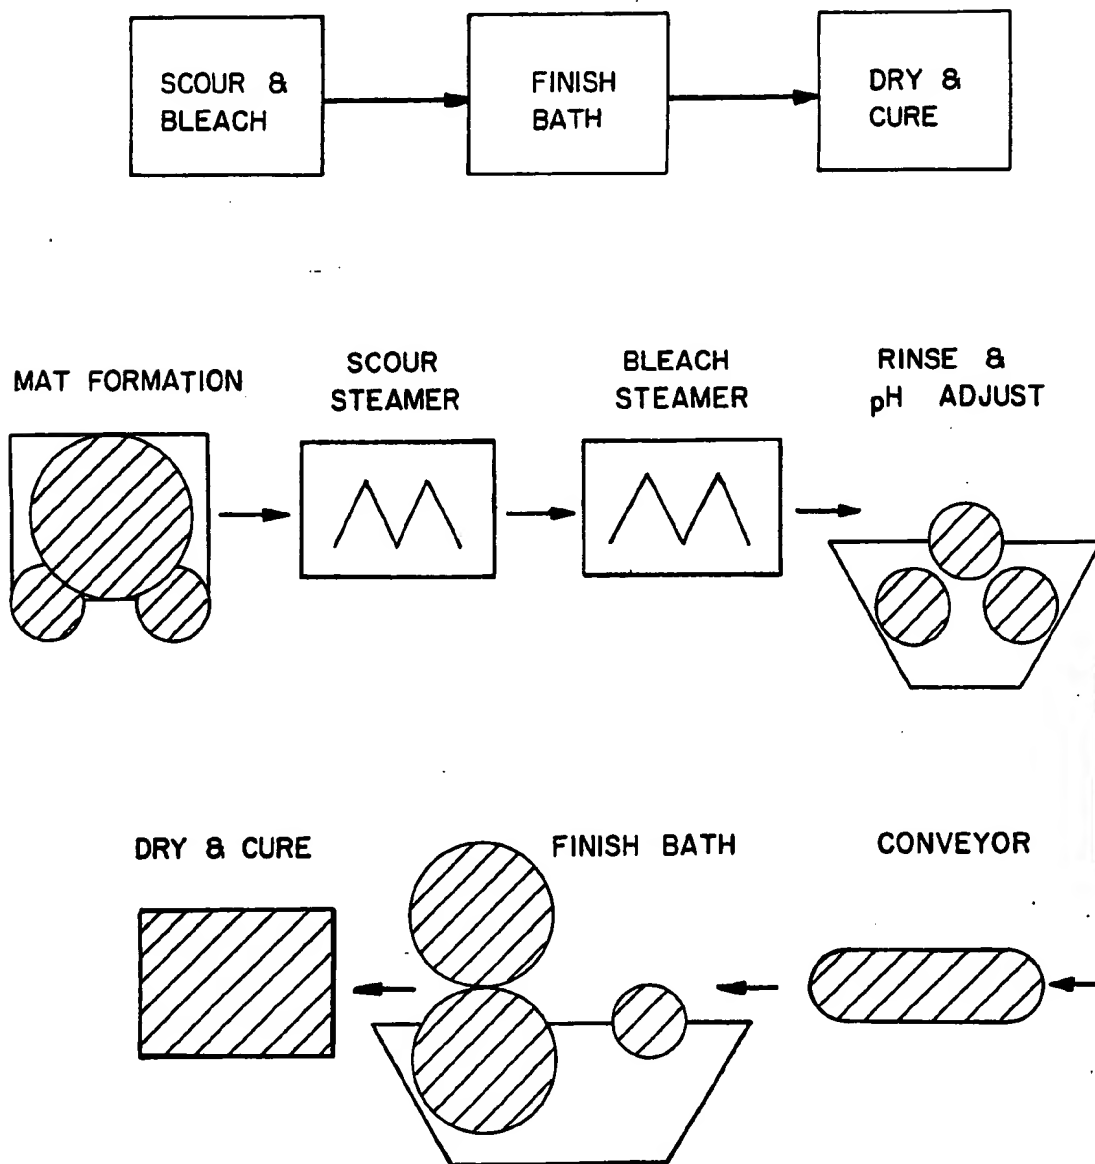 SCOUR &
BLEACH
FINISH
BATH
DRY &
CURE
MAT FORMATION
SCOUR
STEAMER
BLEACH
STEAMER
RINSE &
pH ADJUST
DRY & CURE
FINISH BATH
CONVEYOR